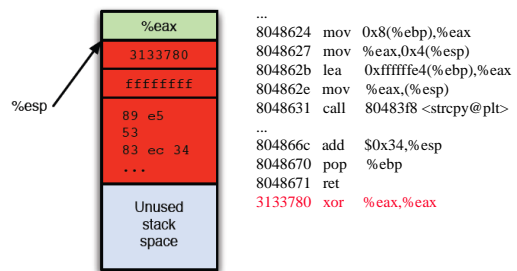 %eax
3133780
ffffffff
%esp
89 e5
53
83 ec 34
...
Unused
stack
space
...
8048624 mov 0x8(%ebp),%eax
8048627 mov %eax,0x4(%esp)
804862b lea 0xffffffe4(%ebp),%eax
804862e mov %eax,(%esp)
8048631 call 80483f8 <strcpy@plt>
...
804866c add $0x34,%esp
8048670 pop %ebp
8048671 ret
3133780 xor %eax,%eax